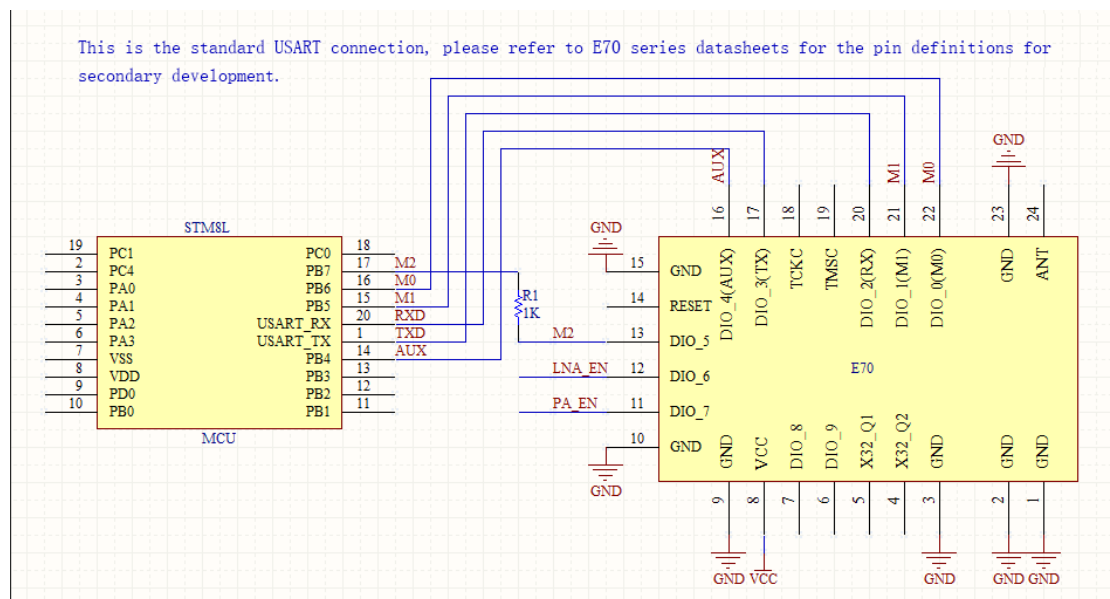 This is the standard USART connection, please refer to E70 series datasheets for the pin definitions for
secondary development.
GND
AUX
M1
M0
16
17
18
19
20
21
22
23
24
STM8L
GND
19 PC1 PC0 18
2 PC4 PB7 17 M2
3 PA0 PB6 16 M0
4 PA1 PB5 15 M1
5 PA2 USART_RX 20 RXD
6 PA3 USART_TX 1 TXD
7 VSS PB4 14 AUX
8 VDD PB3 13
9 PD0 PB2 12
10 PB0 PB1 11
MCU
R1
1K
M2
LNA_EN
PA_EN
15 GND
14 RESET
13 DIO_5
12 DIO_6
11 DIO_7
10 GND
GND
DIO_4(AUX)
DIO_3(TX)
TCKC
TMSC
DIO_2(RX)
DIO_1(M1)
DIO_0(M0)
GND
ANT
E70
GND
VCC
DIO_8
DIO_9
X32_Q1
X32_Q2
GND
GND
GND
9
8
7
6
5
4
3
2
1
GND VCC GND GND GND